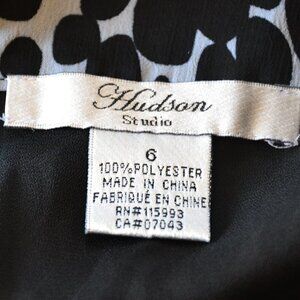 Hudson
Studio
6
100% POLYESTER
MADE IN CHINA
FABRIQUÉ EN CHINE
RN#115993
CA#07043